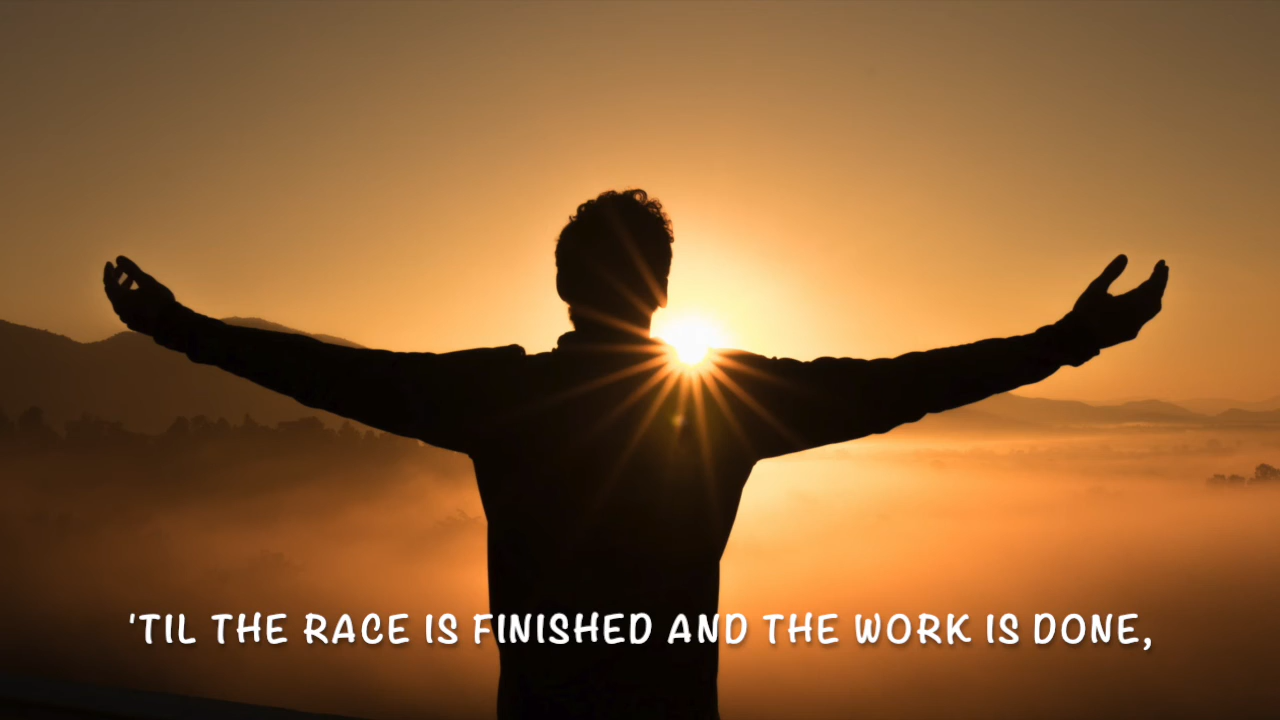 'TIL THE RACE IS FINISHED AND THE WORK IS DONE,